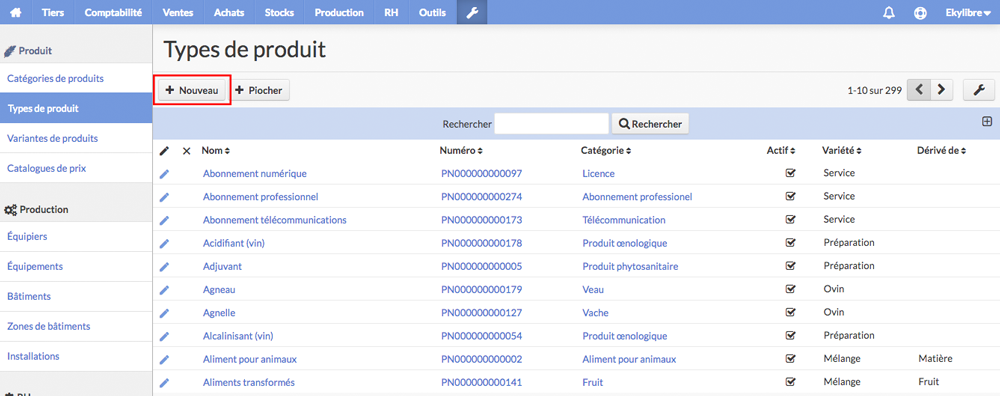 Tiers Comptabilité Ventes Achats Stocks Production RH Outils Ekylibre
Produit
Catégories de produits
Types de produit
Variantes de produits
Catalogues de prix
Production
Équipiers
Équipements
Bâtiments
Zones de bâtiments
Installations
Types de produit
Nouveau Piocher 1-10 sur 299
Rechercher Rechercher
Nom Numéro Catégorie Actif Variété Dérivé de
Abonnement numérique PN000000000097 Licence Service
Abonnement professionnel PN000000000274 Abonnement professionel Service
Abonnement télécommunications PN000000000173 Télécommunication Service
Acidifiant (vin) PN000000000178 Produit œnologique Préparation
Adjuvant PN000000000005 Produit phytosanitaire Préparation
Agneau PN000000000179 Veau Ovin
Agnelle PN000000000127 Vache Ovin
Alcalinisant (vin) PN000000000054 Produit œnologique Préparation
Aliment pour animaux PN000000000002 Aliment pour animaux Mélange Matière
Aliments transformés PN000000000141 Fruit Mélange Fruit